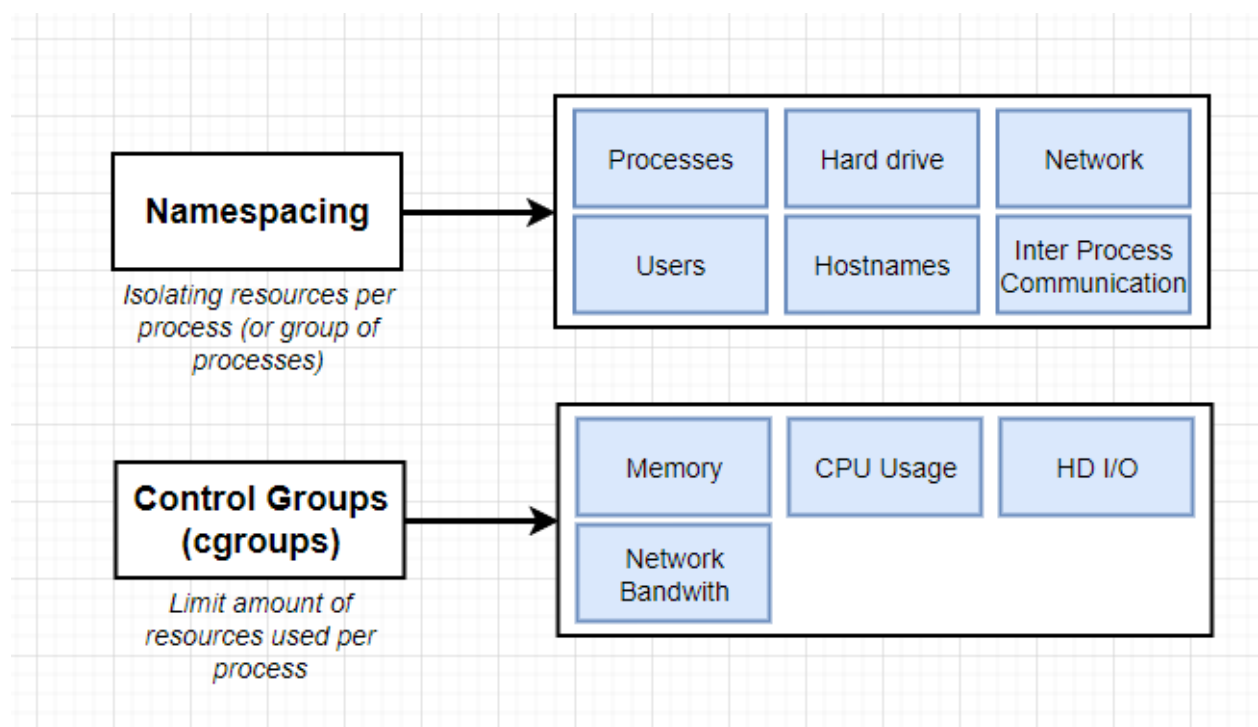 Namespacing
Isolating resources per
process (or group of
processes)
Processes
Hard drive
Network
Users
Hostnames
Inter Process
Communication
Control Groups
(cgroups)
Limit amount of
resources used per
process
Memory
CPU Usage
HD I/O
Network
Bandwith